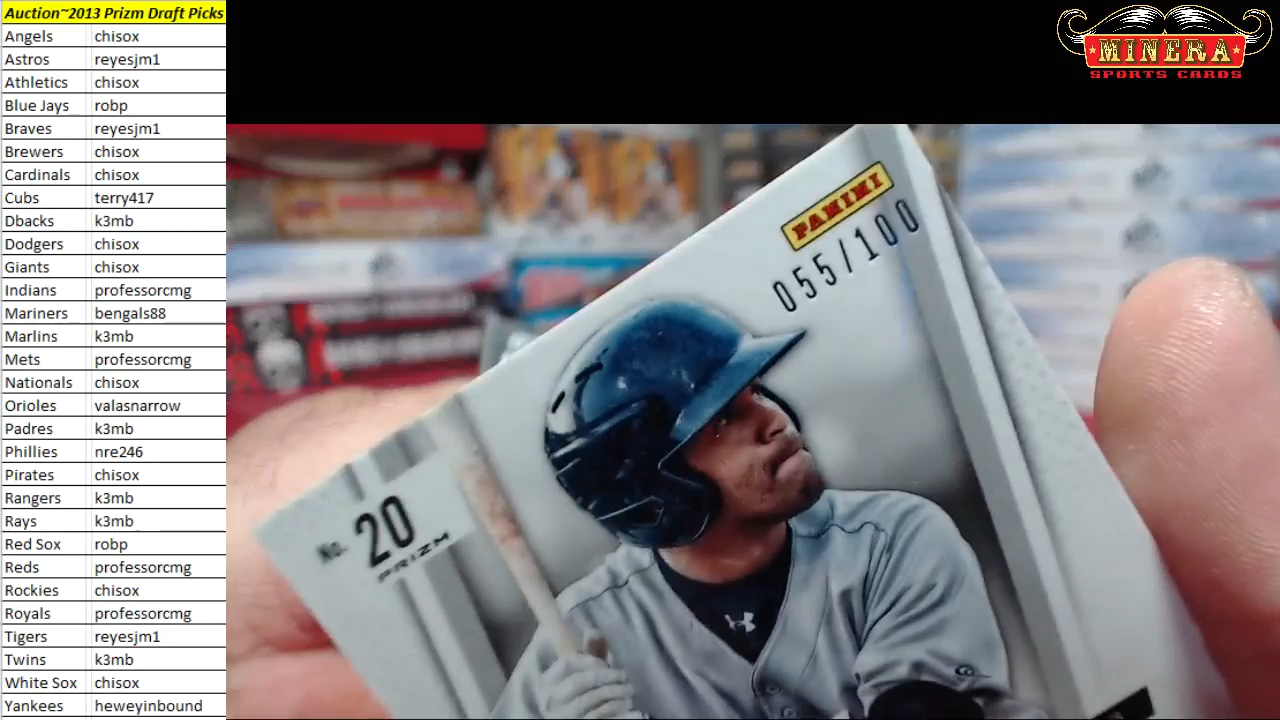 Auction~2013 Prizm Draft Picks
Angels chisox
Astros reyesjm1
Athletics chisox
Blue Jays robp
Braves reyesjm1
Brewers chisox
Cardinals chisox
Cubs terry417
Dbacks k3mb
Dodgers chisox
Giants chisox
Indians professorcmg
Mariners bengals88
Marlins k3mb
Mets professorcmg
Nationals chisox
Orioles valasnarrow
Padres k3mb
Phillies nre246
Pirates chisox
Rangers k3mb
Rays k3mb
Red Sox robp
Reds professorcmg
Rockies chisox
Royals professorcmg
Tigers reyesjm1
Twins k3mb
White Sox chisox
Yankees heweyinbound
MINERA
SPORTS CARDS
PANINI
055/100
No. 20
PRIZM